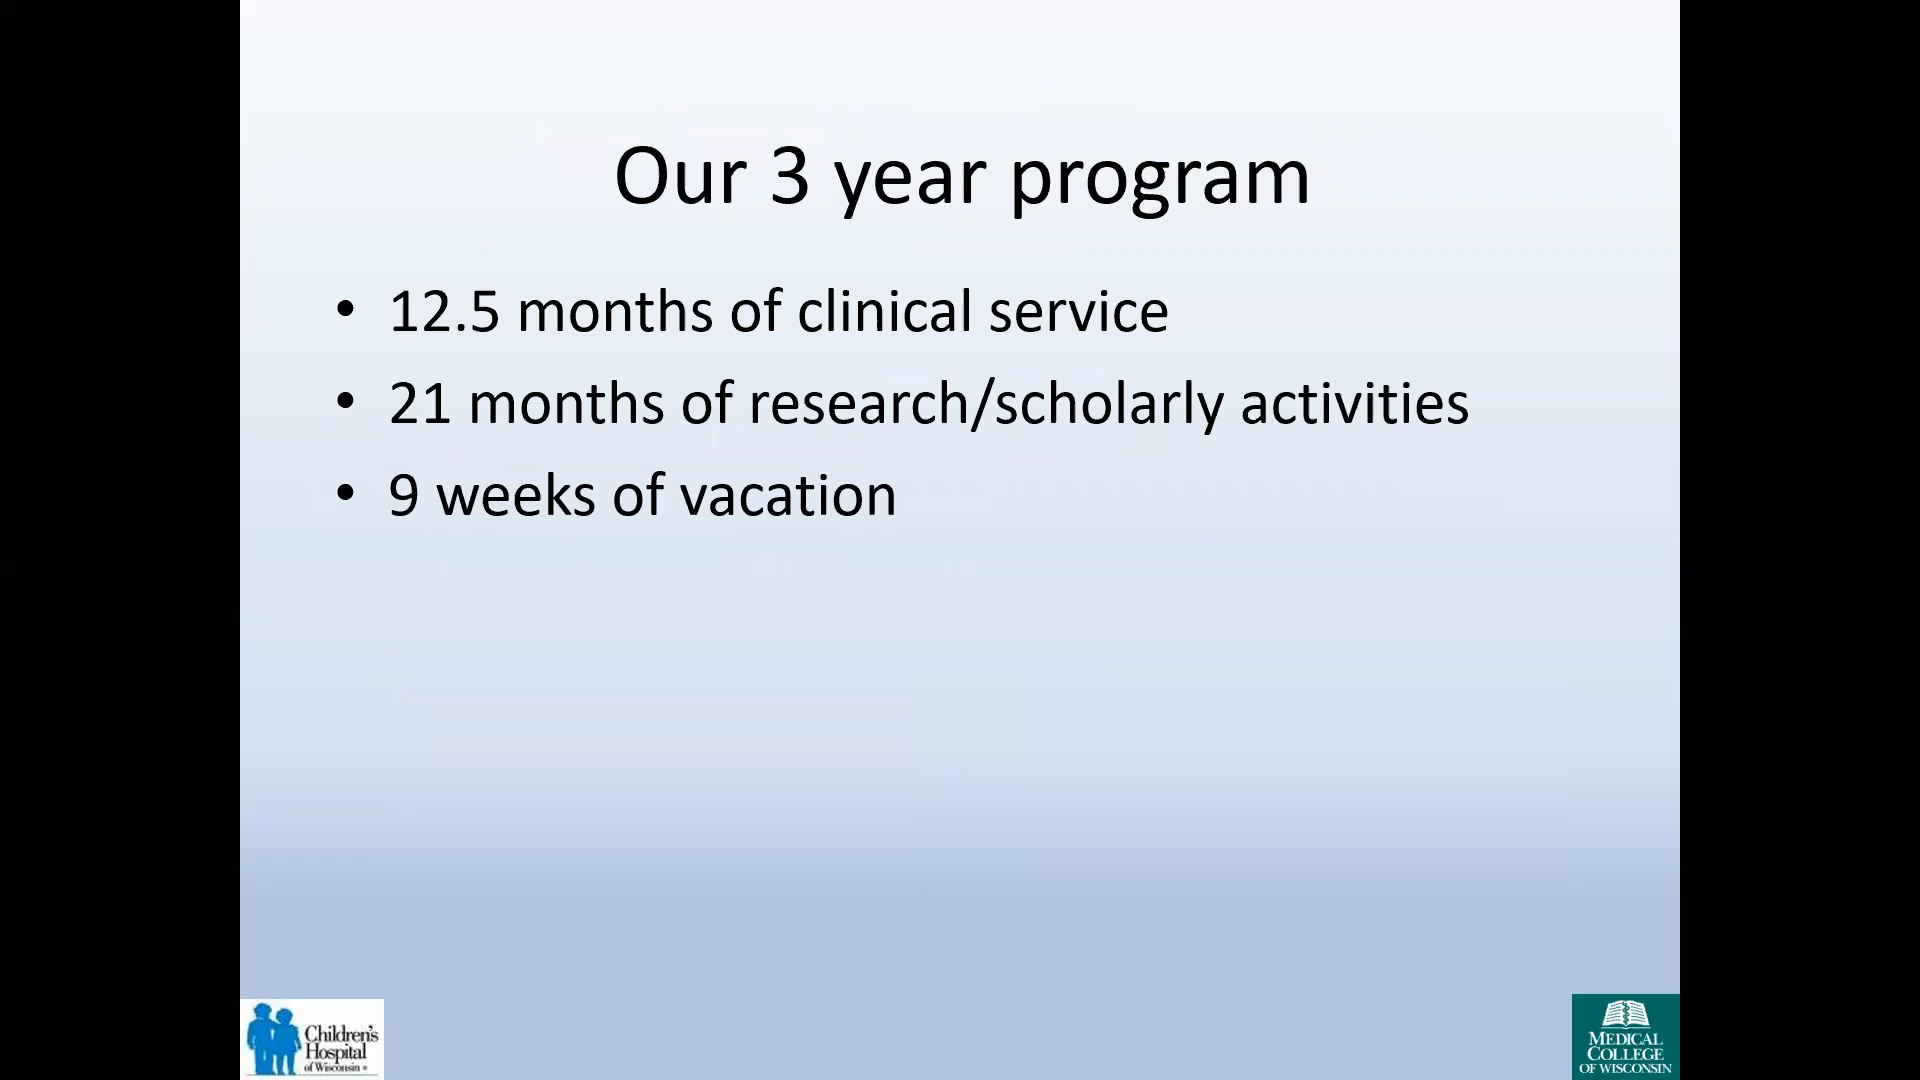 Our 3 year program
• 12.5 months of clinical service
• 21 months of research/scholarly activities
• 9 weeks of vacation
Children's
Hospital
of Wisconsin
MEDICAL
COLLEGE
OF WISCONSIN